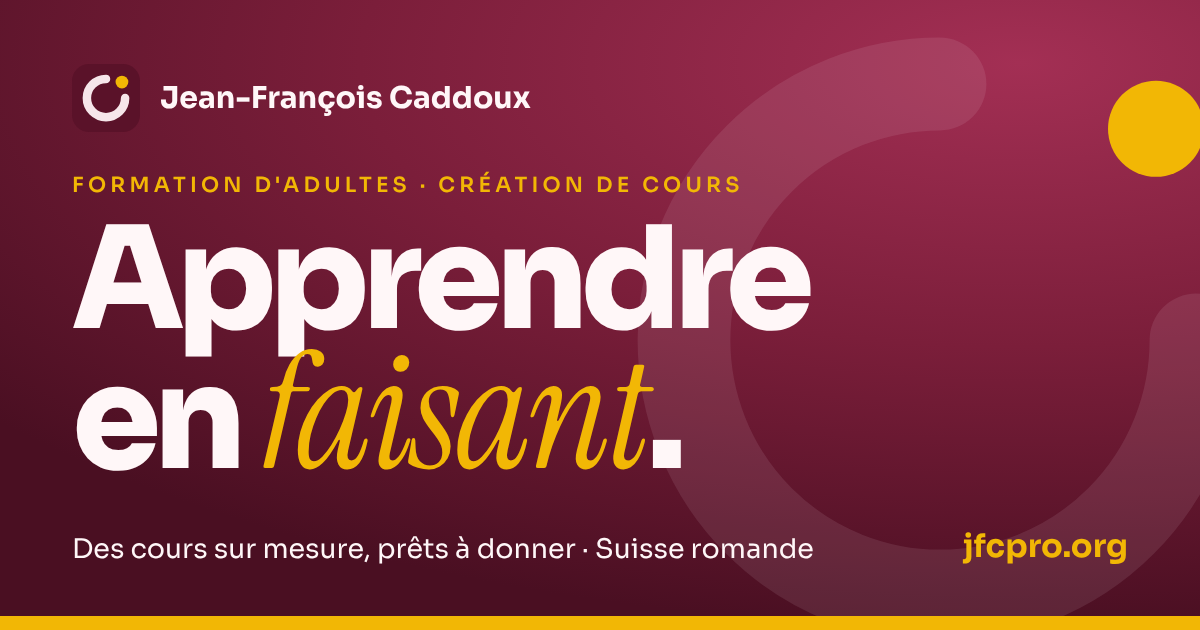 Jean-François Caddoux
FORMATION D'ADULTES · CRÉATION DE COURS
Apprendre
en faisant.
Des cours sur mesure, prêts à donner · Suisse romande
jfcpro.org